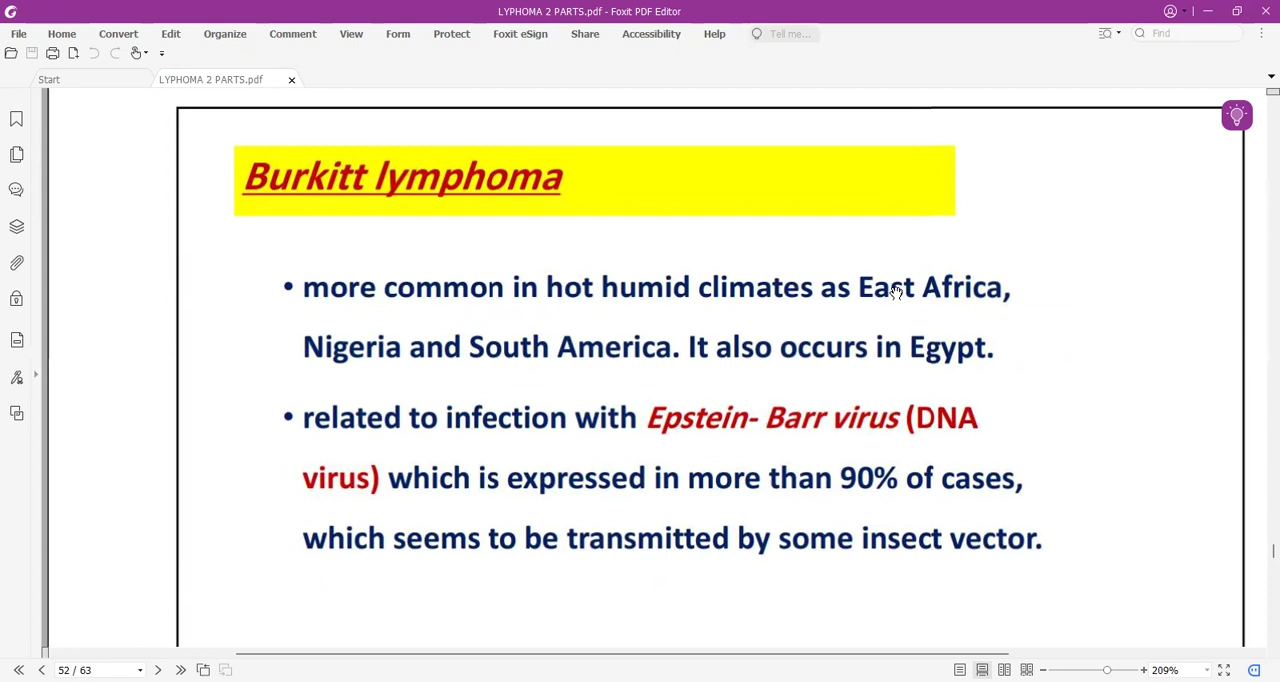 LYPHOMA 2 PARTS.pdf - Foxit PDF Editor
File Home Convert Edit Organize Comment View Form Protect Foxit eSign Share Accessibility Help Tell me... Find
Start LYPHOMA 2 PARTS.pdf
Burkitt lymphoma
• more common in hot humid climates as East Africa,
Nigeria and South America. It also occurs in Egypt.
• related to infection with Epstein- Barr virus (DNA
virus) which is expressed in more than 90% of cases,
which seems to be transmitted by some insect vector.
52 / 63 209%